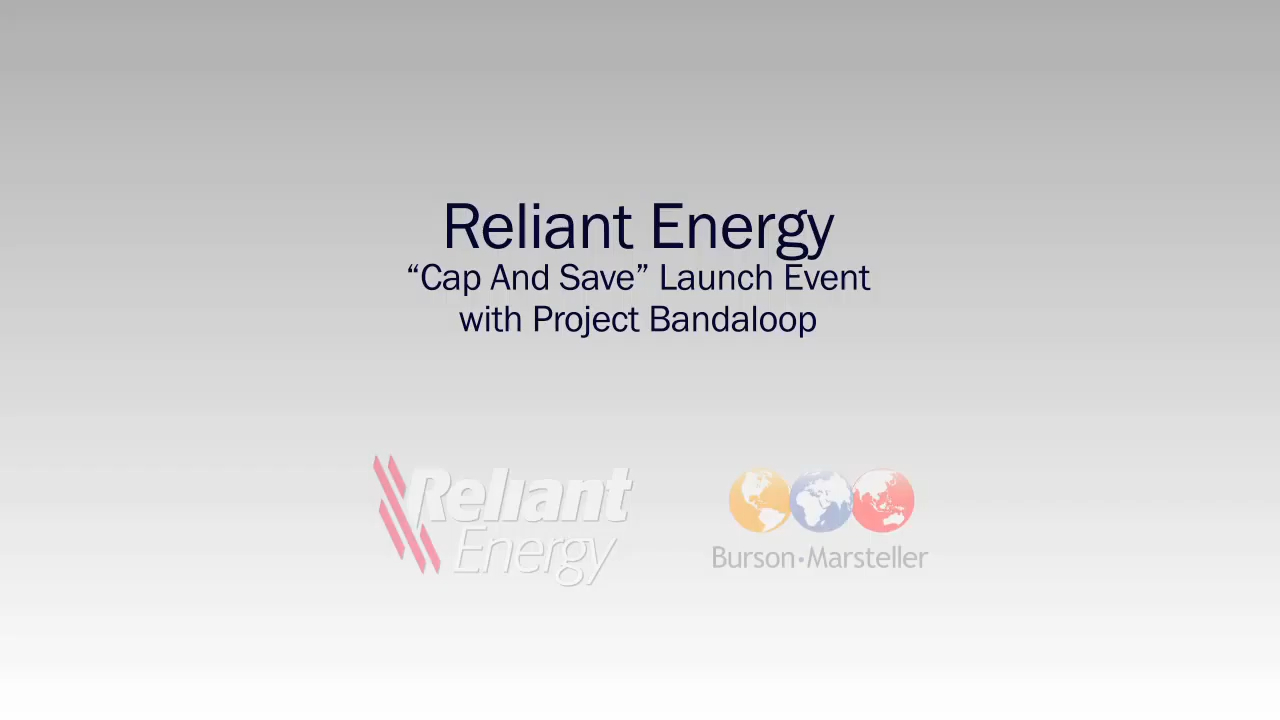 Reliant Energy
“Cap And Save” Launch Event
with Project Bandaloop
Reliant
Energy
Burson•Marsteller